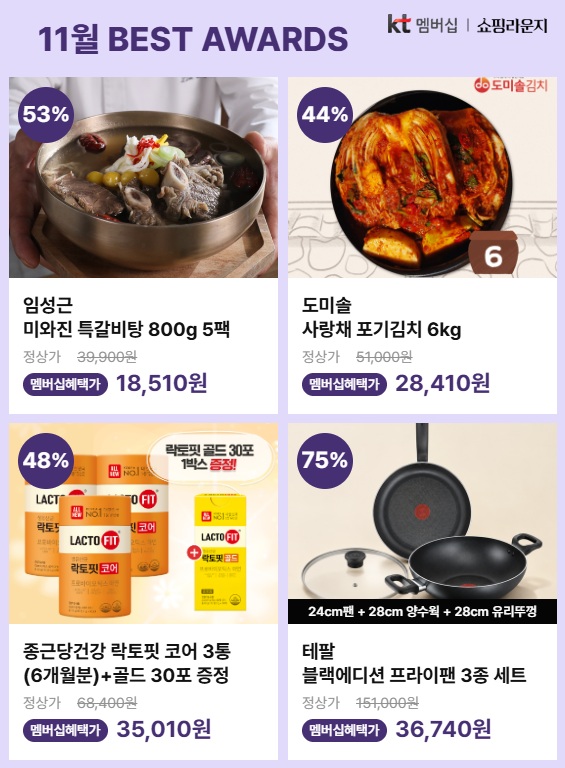 11월 BEST AWARDS
kt 멤버십 | 쇼핑라운지
53%
44%
do 도미솔김치
6
임성근
미와진 특갈비탕 800g 5팩
정상가 39,900원
멤버십혜택가 18,510원
도미솔
사랑채 포기김치 6kg
정상가 51,000원
멤버십혜택가 28,410원
48%
락토핏 골드 30포
1박스 증정!
ALL NEW
NO.1
LACTO FIT
락토핏 코어
LACTO FIT
락토핏 골드
75%
24cm팬 + 28cm 양수웍 + 28cm 유리뚜껑
종근당건강 락토핏 코어 3통
(6개월분)+골드 30포 증정
정상가 68,400원
멤버십혜택가 35,010원
테팔
블랙에디션 프라이팬 3종 세트
정상가 151,000원
멤버십혜택가 36,740원